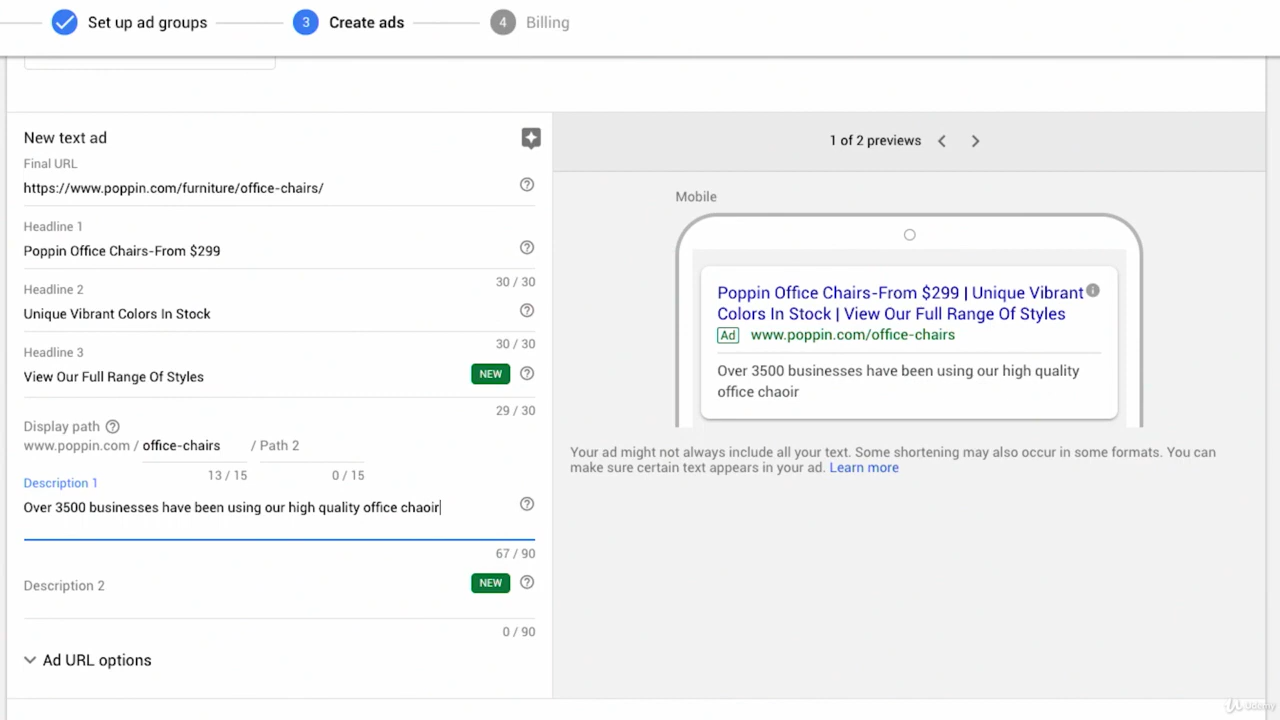 Set up ad groups
3 Create ads
4 Billing
New text ad
Final URL
https://www.poppin.com/furniture/office-chairs/
Headline 1
Poppin Office Chairs-From $299
30 / 30
Headline 2
Unique Vibrant Colors In Stock
30 / 30
Headline 3
View Our Full Range Of Styles
NEW
29 / 30
Display path
www.poppin.com / office-chairs / Path 2
13 / 15 0 / 15
Description 1
Over 3500 businesses have been using our high quality office chaoir
67 / 90
Description 2
NEW
0 / 90
Ad URL options
1 of 2 previews
Mobile
Poppin Office Chairs-From $299 | Unique Vibrant
Colors In Stock | View Our Full Range Of Styles
Ad www.poppin.com/office-chairs
Over 3500 businesses have been using our high quality
office chaoir
Your ad might not always include all your text. Some shortening may also occur in some formats. You can
make sure certain text appears in your ad. Learn more
Udemy